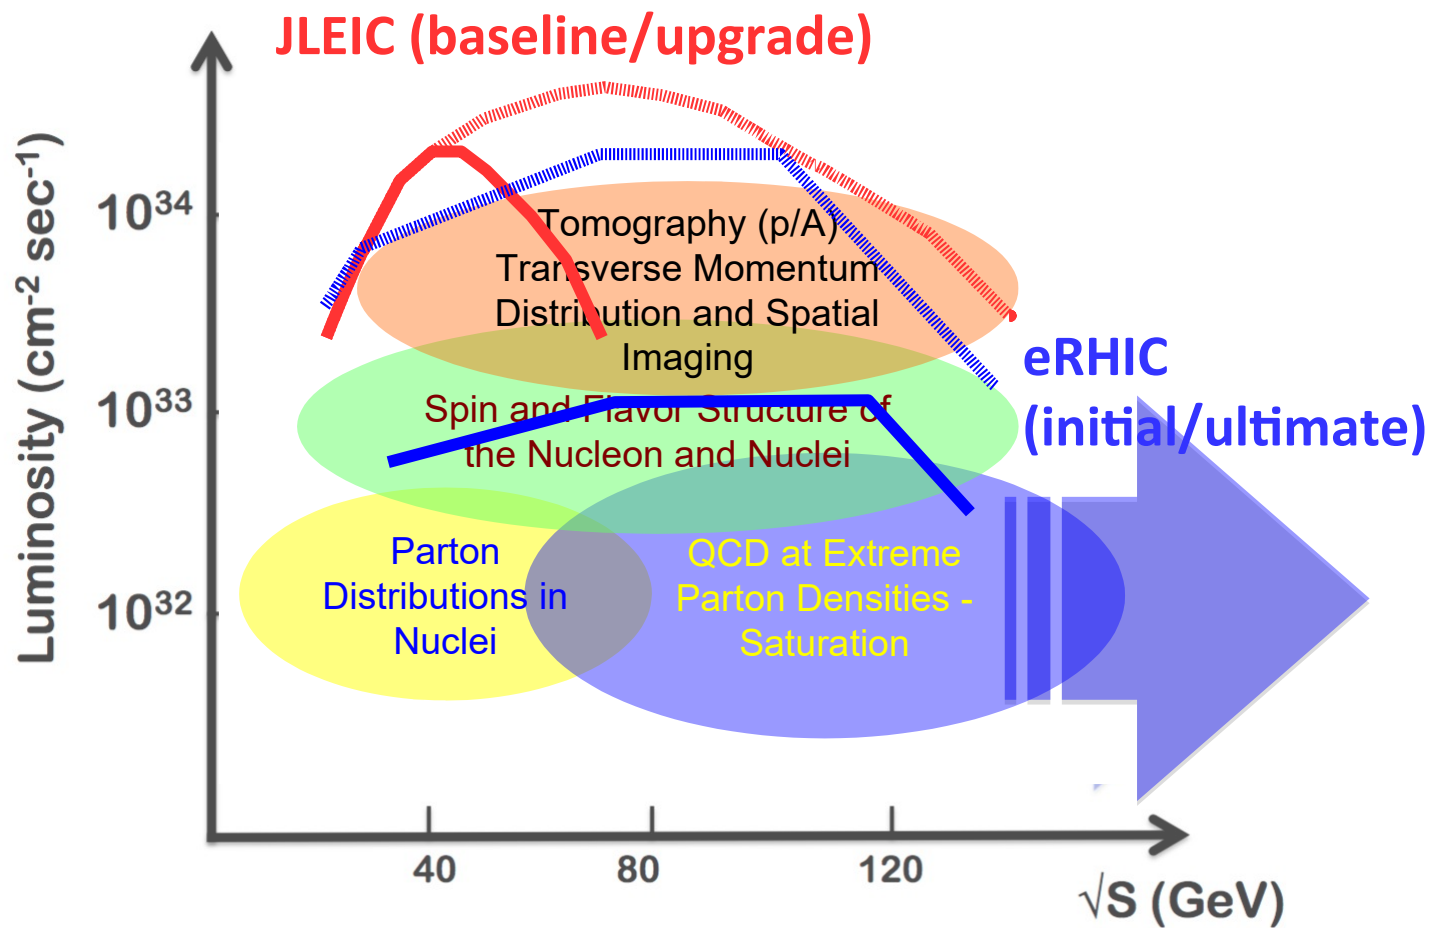 JLEIC (baseline/upgrade)
Luminosity (cm-2 sec-1)
1034
1033
1032
Tomography (p/A)
Transverse Momentum
Distribution and Spatial
Imaging
eRHIC
(initial/ultimate)
Spin and Flavor Structure of
the Nucleon and Nuclei
Parton
Distributions in
Nuclei
QCD at Extreme
Parton Densities -
Saturation
40
80
120
√S (GeV)